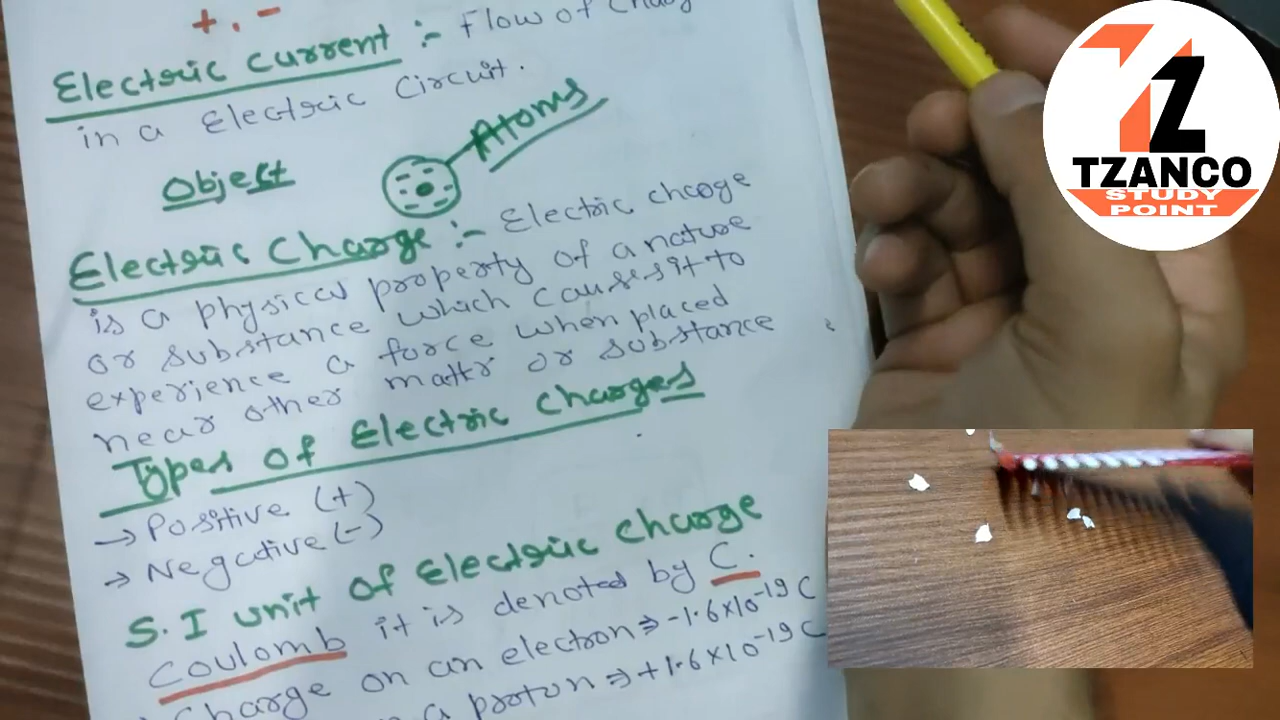 +. -
Electric Current :- Flow of Charg
in a Electric Circuit.
Object
Atoms
Electric Charge :- Electric charge
is a physical property of a nature
or substance which causes it to
experience a force when placed
near other mattr or substance
Types of Electric Charges
→ Positive (+)
→ Negative (-)
S.I unit of Electric Charge
Coulomb it is denoted by C.
Charge on an electron ⇒ -1.6×10⁻¹⁹ C
a proton ⇒ +1.6×10⁻¹⁹ C
TZ
TZANCO
STUDY
POINT